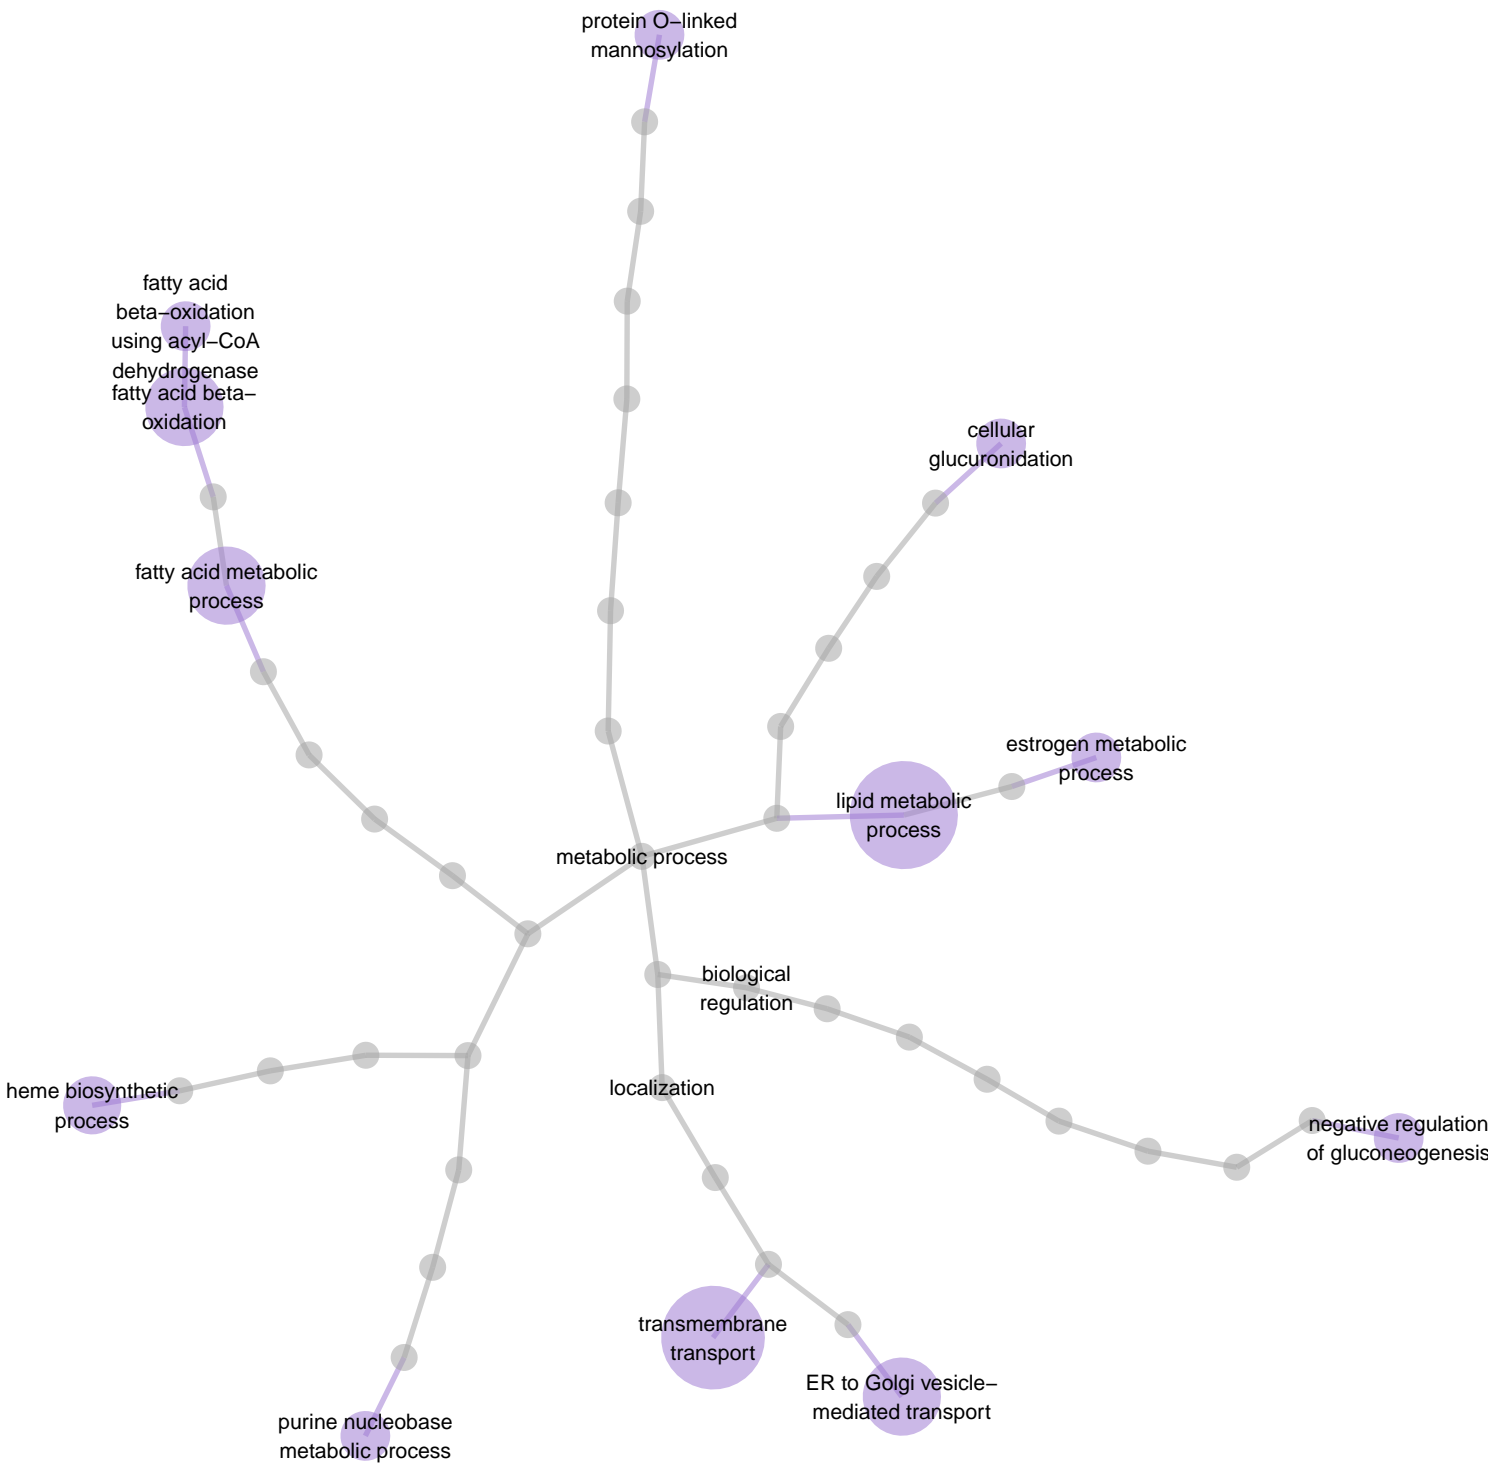 protein O−linked
mannosylation
fatty acid
beta−oxidation
using acyl−CoA
dehydrogenase
fatty acid beta−
oxidation
cellular
glucuronidation
fatty acid metabolic
process
estrogen metabolic
process
lipid metabolic
process
metabolic process
biological
regulation
localization
heme biosynthetic
process
negative regulation
of gluconeogenesis
transmembrane
transport
ER to Golgi vesicle−
mediated transport
purine nucleobase
metabolic process